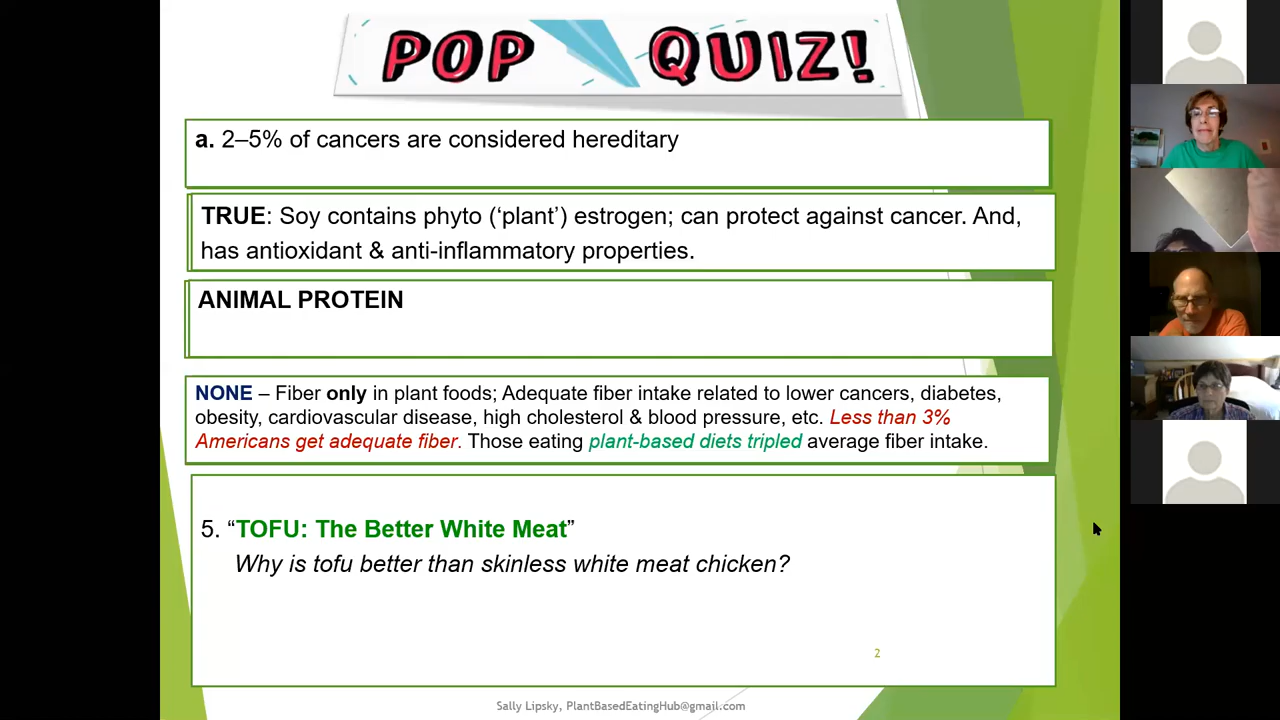 POP QUIZ!
a. 2–5% of cancers are considered hereditary
TRUE: Soy contains phyto (‘plant’) estrogen; can protect against cancer. And,
has antioxidant & anti-inflammatory properties.
ANIMAL PROTEIN
NONE – Fiber only in plant foods; Adequate fiber intake related to lower cancers, diabetes,
obesity, cardiovascular disease, high cholesterol & blood pressure, etc. Less than 3%
Americans get adequate fiber. Those eating plant-based diets tripled average fiber intake.
5. “TOFU: The Better White Meat”
Why is tofu better than skinless white meat chicken?
2
Sally Lipsky, PlantBasedEatingHub@gmail.com